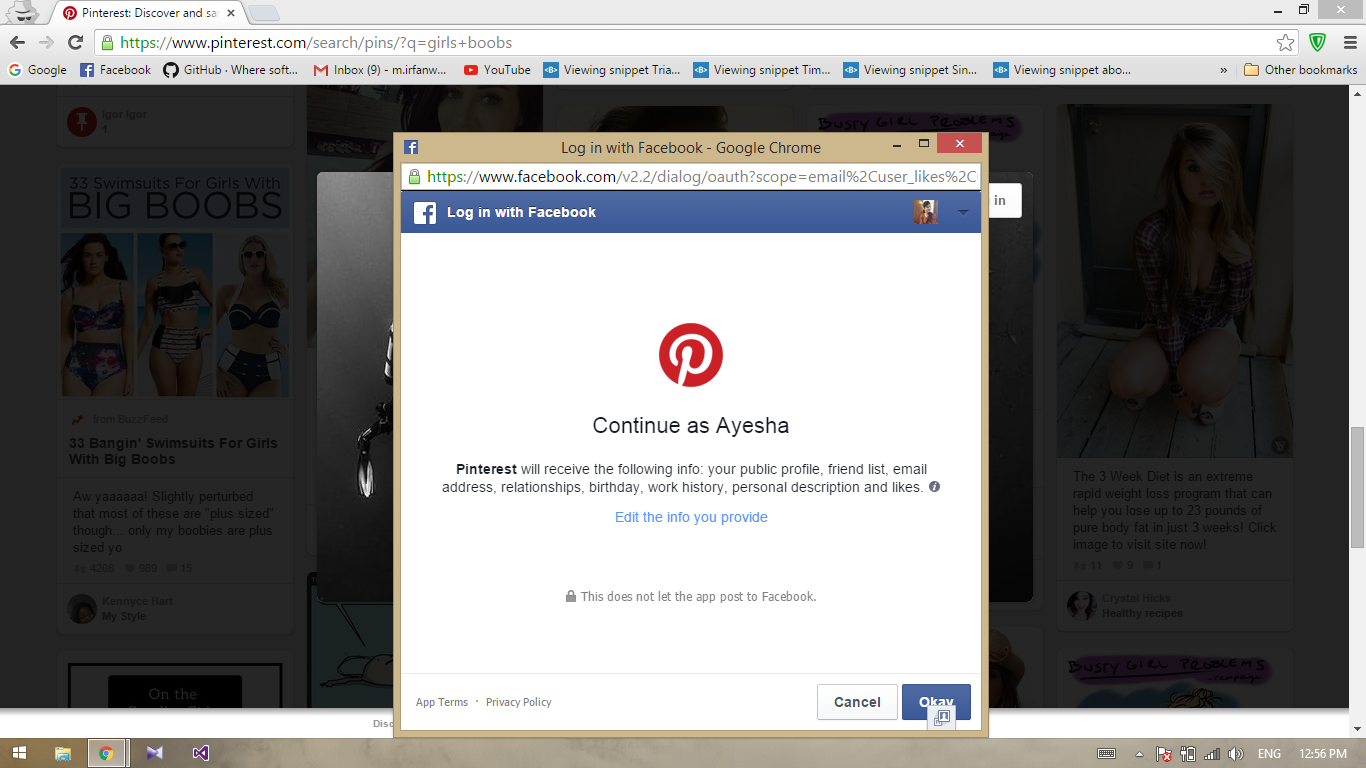 Pinterest: Discover and sa
https://www.pinterest.com/search/pins/?q=girls+boobs
Google
Facebook
GitHub · Where soft...
Inbox (9) - m.irfanw...
YouTube
Viewing snippet Tria...
Viewing snippet Tim...
Viewing snippet Sin...
Viewing snippet abo...
»
Other bookmarks
Igor Igor
1
33 Swimsuits For Girls With
BIG BOOBS
from BuzzFeed
33 Bangin' Swimsuits For Girls
With Big Boobs
Aw yaaaaaa! Slightly perturbed
that most of these are "plus sized"
though... only my boobies are plus
sized yo
4206 989 15
Kennyce Hart
My Style
On the
BUSTY GIRL PROBLEMS
Log in with Facebook - Google Chrome
https://www.facebook.com/v2.2/dialog/oauth?scope=email%2Cuser_likes%2C
Log in with Facebook
in
Continue as Ayesha
Pinterest will receive the following info: your public profile, friend list, email
address, relationships, birthday, work history, personal description and likes.
Edit the info you provide
This does not let the app post to Facebook.
App Terms · Privacy Policy
Cancel
Okay
Disc
The 3 Week Diet is an extreme
rapid weight loss program that can
help you lose up to 23 pounds of
pure body fat in just 3 weeks! Click
image to visit site now!
11 9 1
Crystal Hicks
Healthy recipes
BUSTY GIRL PROBLEMS
ENG
12:56 PM